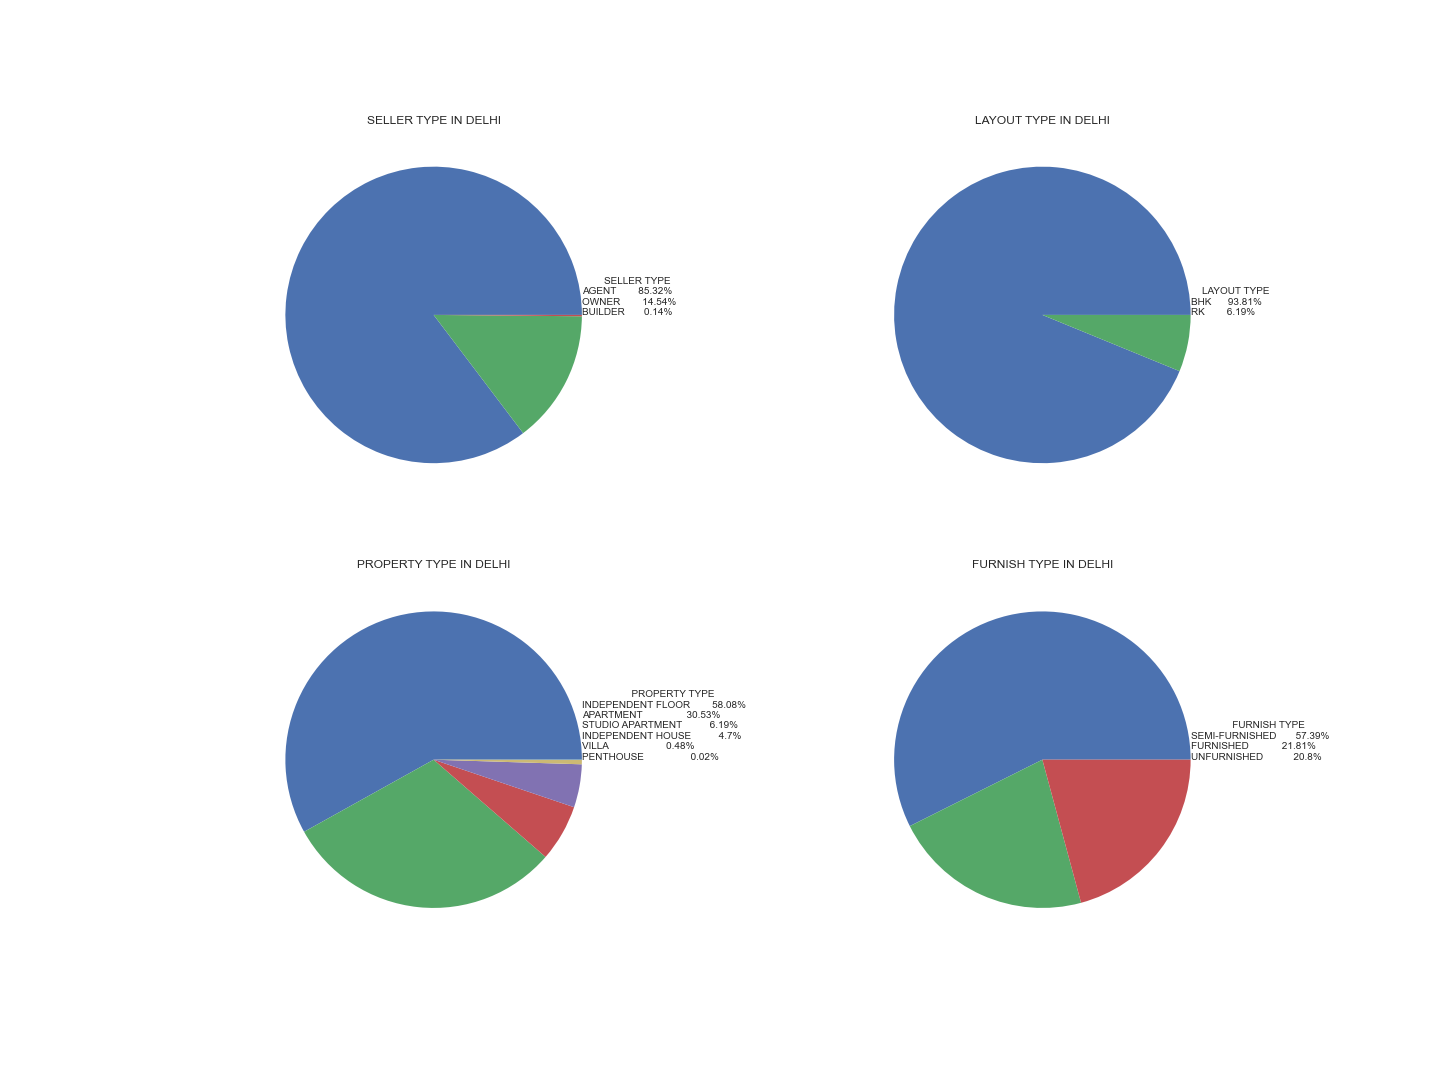 SELLER TYPE IN DELHI
SELLER TYPE
AGENT 85.32%
OWNER 14.54%
BUILDER 0.14%
LAYOUT TYPE IN DELHI
LAYOUT TYPE
BHK 93.81%
RK 6.19%
PROPERTY TYPE IN DELHI
PROPERTY TYPE
INDEPENDENT FLOOR 58.08%
APARTMENT 30.53%
STUDIO APARTMENT 6.19%
INDEPENDENT HOUSE 4.7%
VILLA 0.48%
PENTHOUSE 0.02%
FURNISH TYPE IN DELHI
FURNISH TYPE
SEMI-FURNISHED 57.39%
FURNISHED 21.81%
UNFURNISHED 20.8%